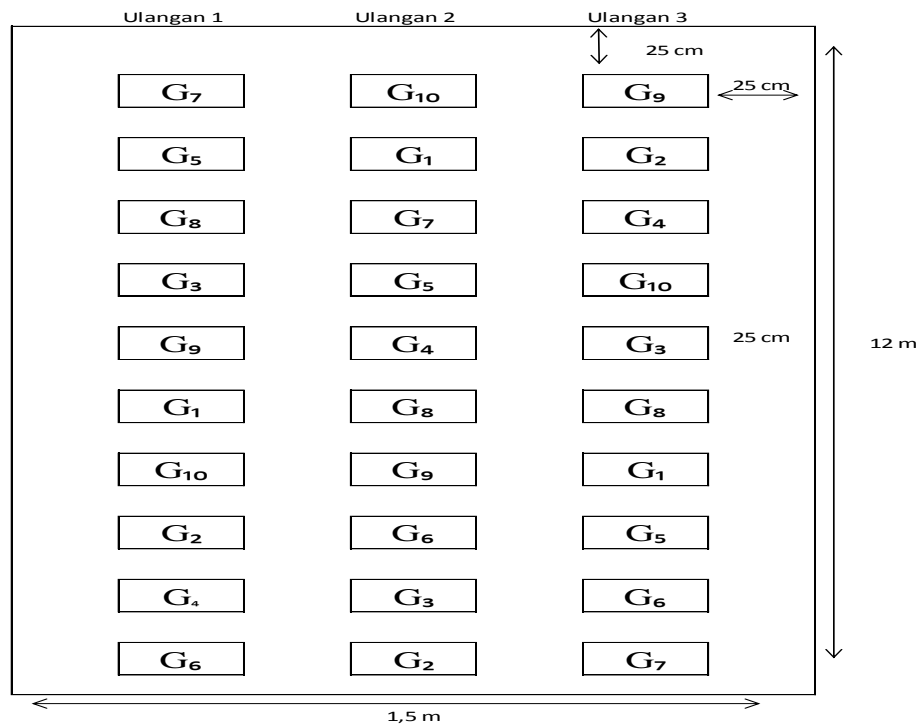 Ulangan 1 Ulangan 2 Ulangan 3
25 cm
G7 G10 G9 25 cm
G5 G1 G2
G8 G7 G4
G3 G5 G10
G9 G4 G3 25 cm 12 m
G1 G8 G8
G10 G9 G1
G2 G6 G5
G4 G3 G6
G6 G2 G7
1,5 m